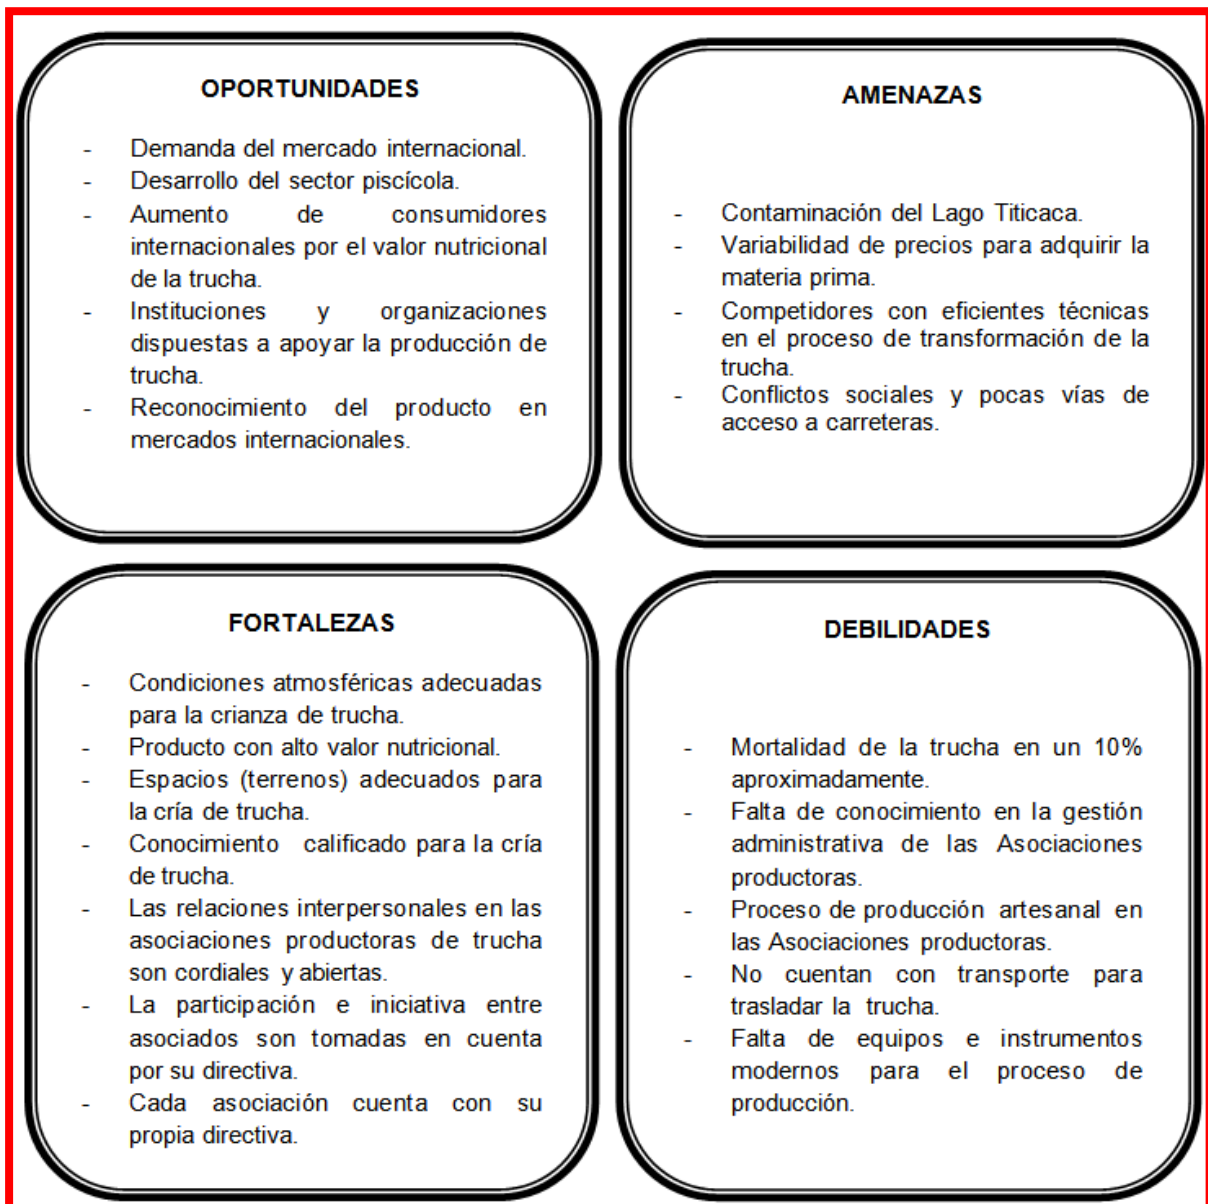 OPORTUNIDADES
- Demanda del mercado internacional.
- Desarrollo del sector piscícola.
- Aumento de consumidores
internacionales por el valor nutricional
de la trucha.
- Instituciones y organizaciones
dispuestas a apoyar la producción de
trucha.
- Reconocimiento del producto en
mercados internacionales.
AMENAZAS
- Contaminación del Lago Titicaca.
- Variabilidad de precios para adquirir la
materia prima.
- Competidores con eficientes técnicas
en el proceso de transformación de la
trucha.
- Conflictos sociales y pocas vías de
acceso a carreteras.
FORTALEZAS
- Condiciones atmosféricas adecuadas
para la crianza de trucha.
- Producto con alto valor nutricional.
- Espacios (terrenos) adecuados para
la cría de trucha.
- Conocimiento calificado para la cría
de trucha.
- Las relaciones interpersonales en las
asociaciones productoras de trucha
son cordiales y abiertas.
- La participación e iniciativa entre
asociados son tomadas en cuenta
por su directiva.
- Cada asociación cuenta con su
propia directiva.
DEBILIDADES
- Mortalidad de la trucha en un 10%
aproximadamente.
- Falta de conocimiento en la gestión
administrativa de las Asociaciones
productoras.
- Proceso de producción artesanal en
las Asociaciones productoras.
- No cuentan con transporte para
trasladar la trucha.
- Falta de equipos e instrumentos
modernos para el proceso de
producción.